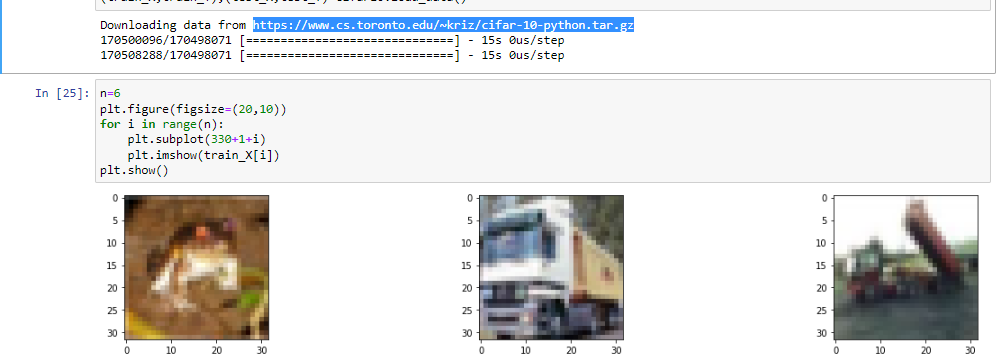 Downloading data from https://www.cs.toronto.edu/~kriz/cifar-10-python.tar.gz
170500096/170498071 [==============================] - 15s 0us/step
170508288/170498071 [==============================] - 15s 0us/step
In [25]:
n=6
plt.figure(figsize=(20,10))
for i in range(n):
    plt.subplot(330+1+i)
    plt.imshow(train_X[i])
plt.show()
0
5
10
15
20
25
30
0 10 20 30
0
5
10
15
20
25
30
0 10 20 30
0
5
10
15
20
25
30
0 10 20 30